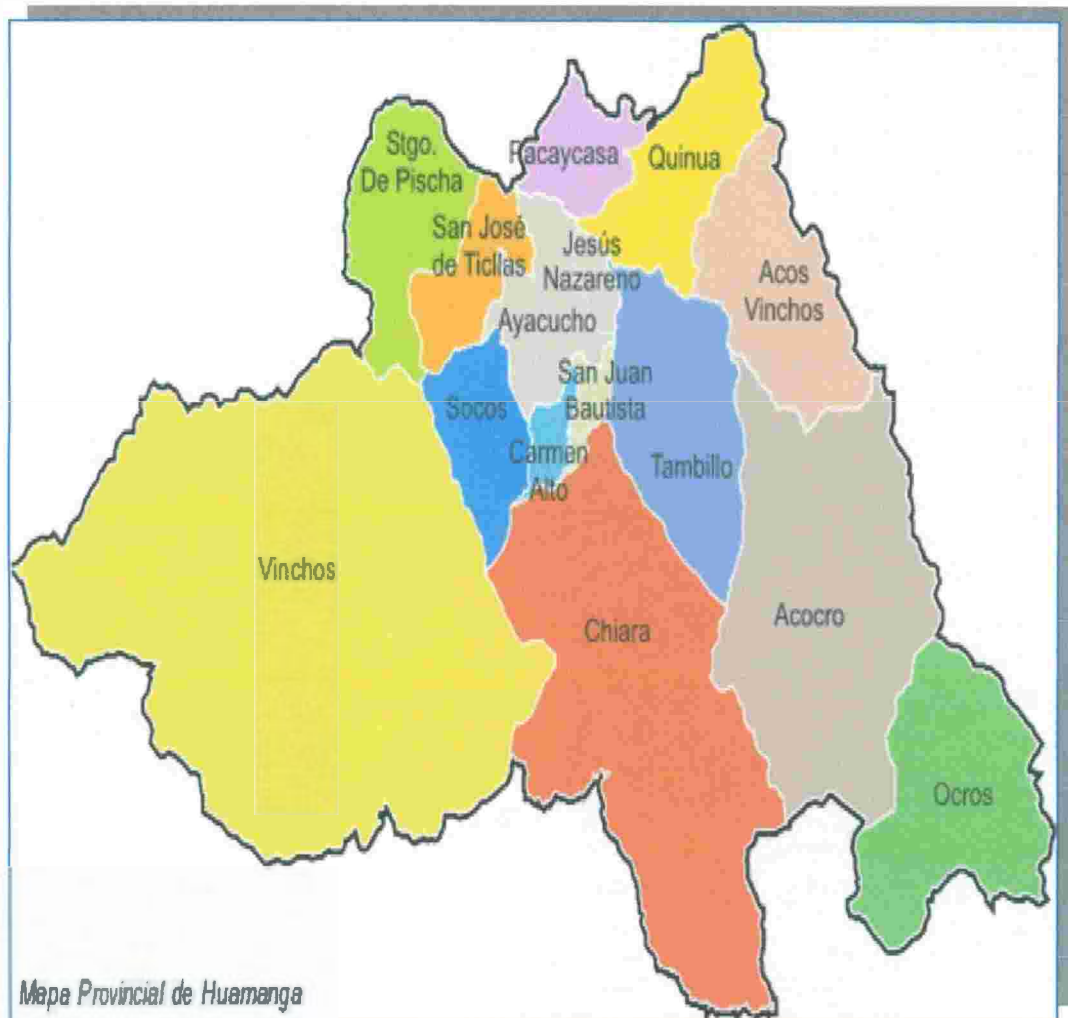 Stgo.
De Pischa
Pacaycasa
Quinua
San José
de Ticllas
Jesús
Nazareno
Acos
Vinchos
Ayacucho
San Juan
Bautista
Socos
Carmen
Alto
Tambillo
Vinchos
Chiara
Acocro
Ocros
Mapa Provincial de Huamanga